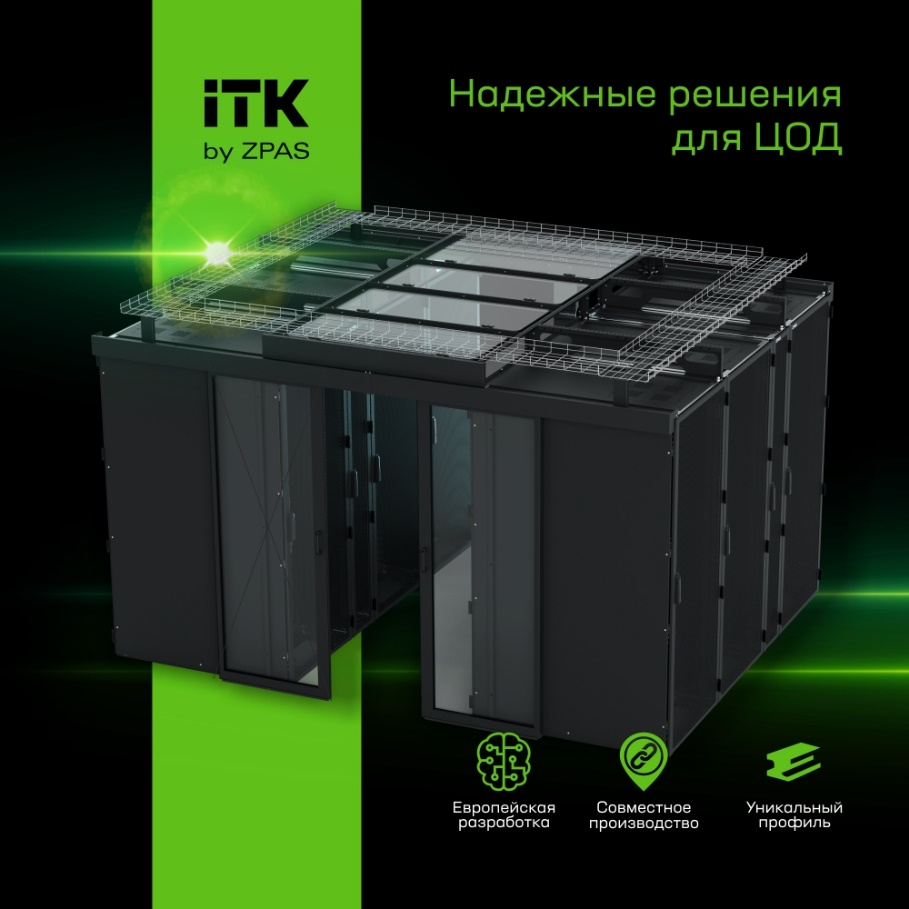 iTK
by ZPAS
Надежные решения
для ЦОД
Европейская
разработка
Совместное
производство
Уникальный
профиль